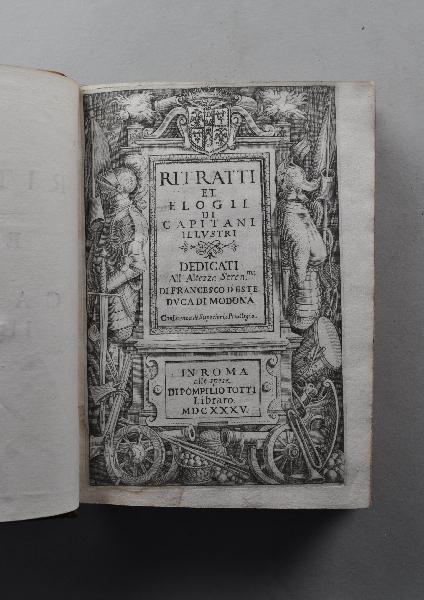 RITRATTI
ET
ELOGII
DI
CAPITANI
ILLVSTRI
DEDICATI
All' Altezza Seren.ma
DI FRANCESCO D'ESTE
DVCA DI MODONA
Con licenza de Superiori e Priuilegio.
IN ROMA
alle spese
DI POMPILIO TOTTI
Libraro.
MDCXXXV.